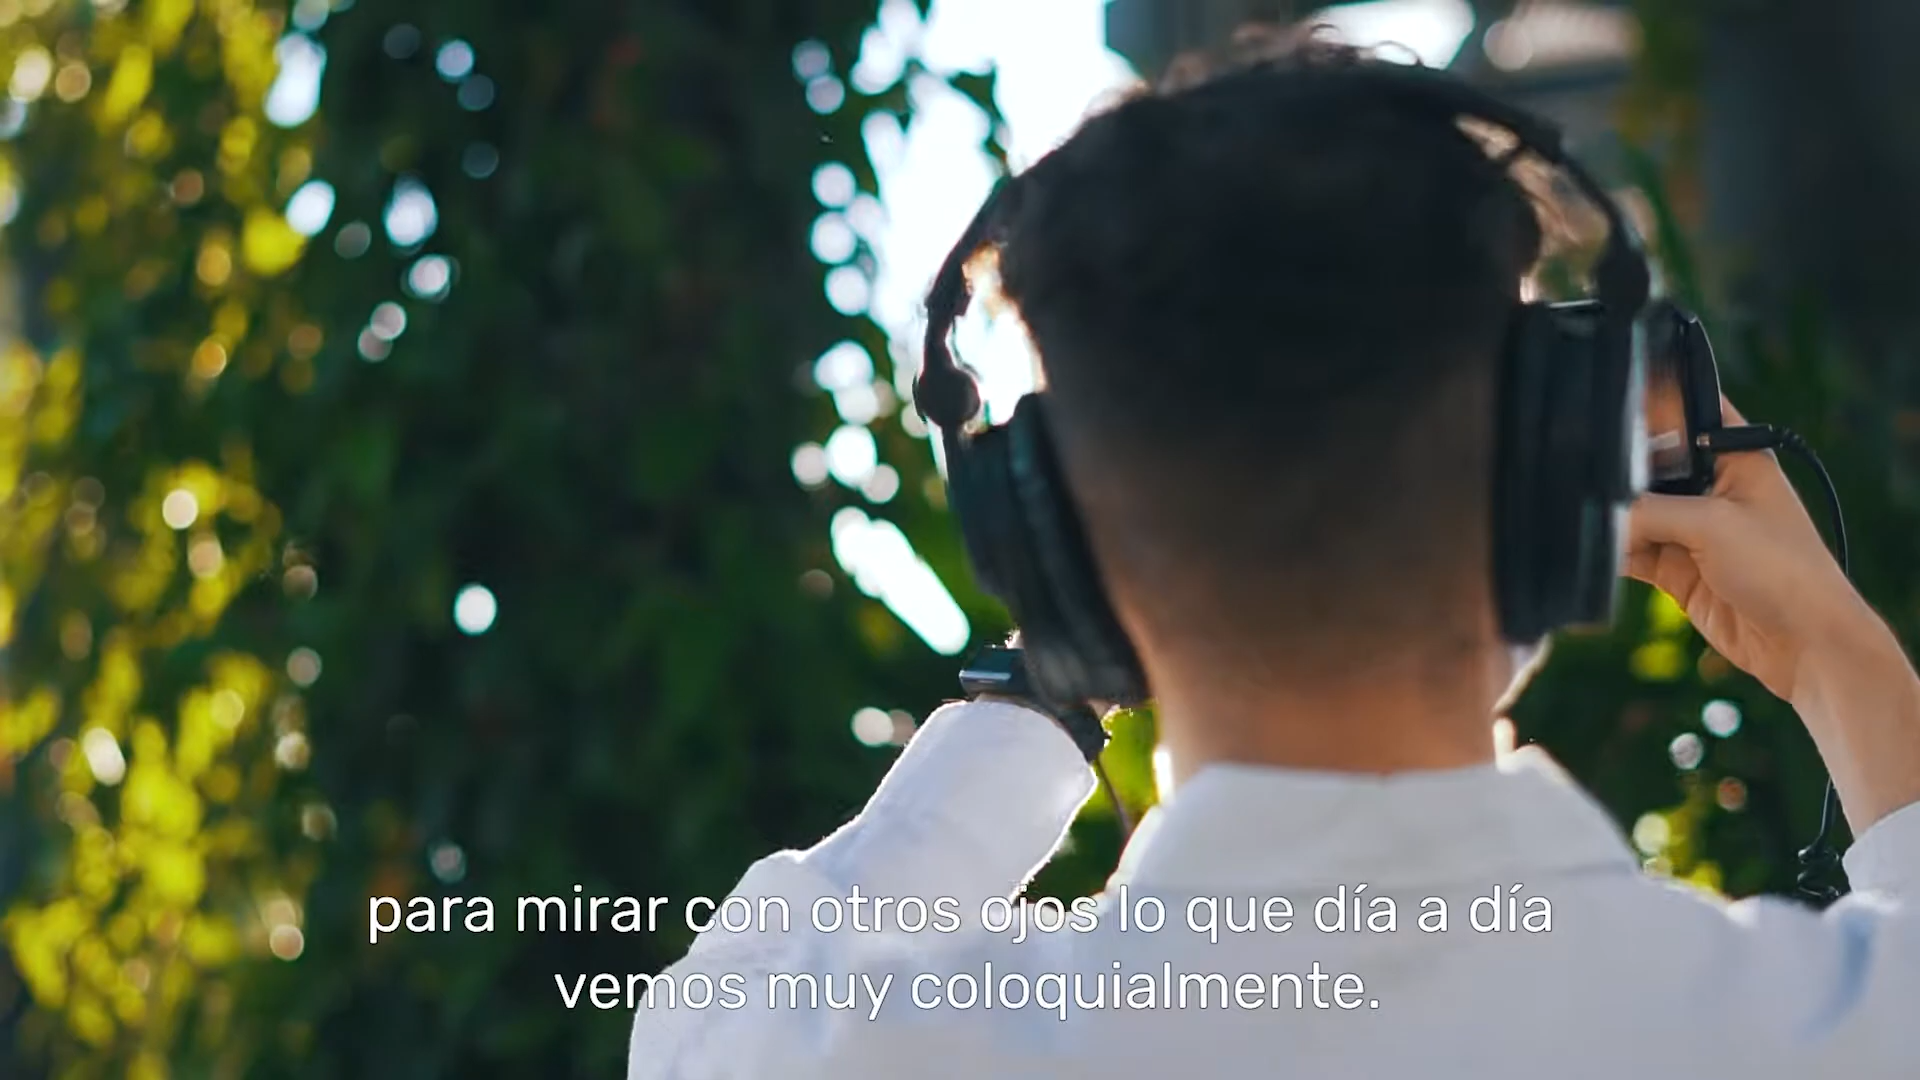 para mirar con otros ojos lo que día a día
vemos muy coloquialmente.